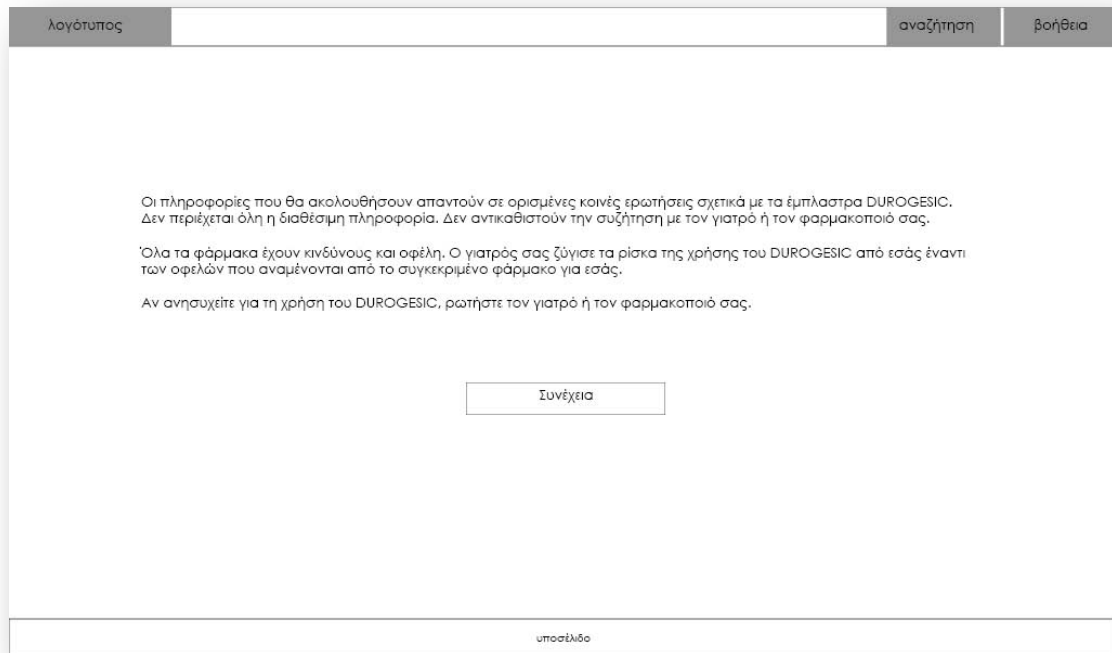 λογότυπος
αναζήτηση
βοήθεια
Οι πληροφορίες που θα ακολουθήσουν απαντούν σε ορισμένες κοινές ερωτήσεις σχετικά με τα έμπλαστρα DUROGESIC.
Δεν περιέχεται όλη η διαθέσιμη πληροφορία. Δεν αντικαθιστούν την συζήτηση με τον γιατρό ή τον φαρμακοποιό σας.
Όλα τα φάρμακα έχουν κινδύνους και οφέλη. Ο γιατρός σας ζύγισε τα ρίσκα της χρήσης του DUROGESIC από εσάς έναντι
των οφελών που αναμένονται από το συγκεκριμένο φάρμακο για εσάς.
Αν ανησυχείτε για τη χρήση του DUROGESIC, ρωτήστε τον γιατρό ή τον φαρμακοποιό σας.
Συνέχεια
υποσέλιδο